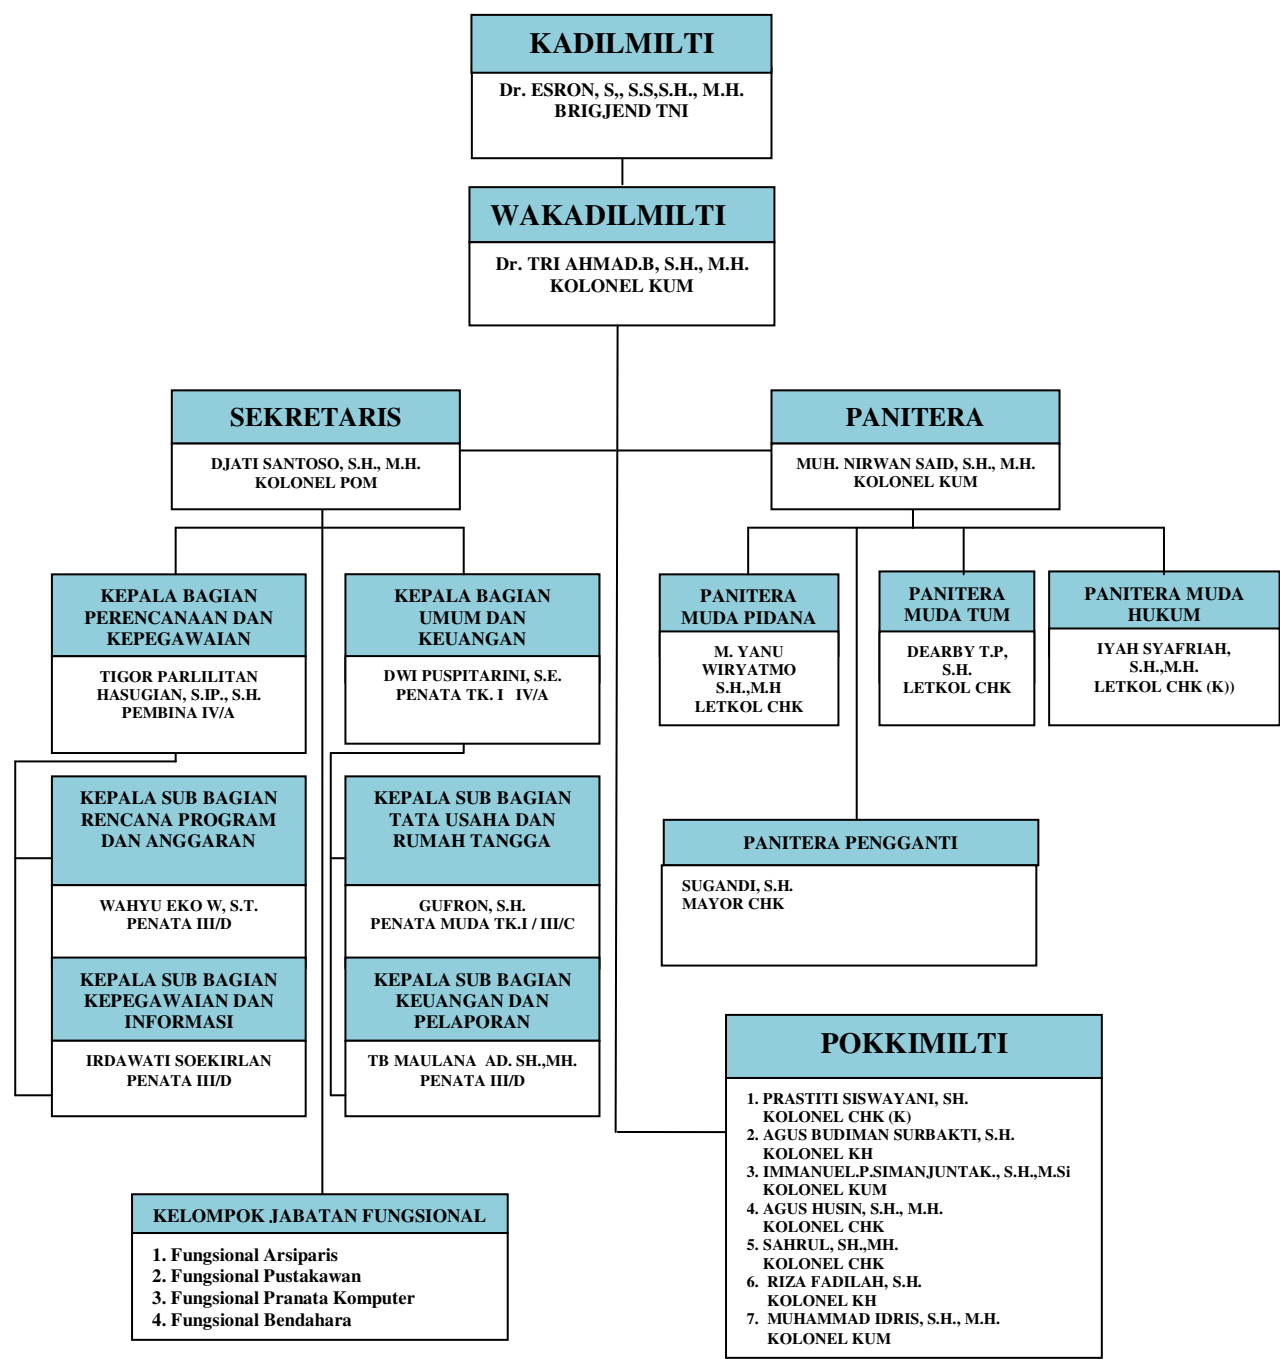 KADILMILTI
Dr. ESRON, S,, S.S,S.H., M.H.
BRIGJEND TNI
WAKADILMILTI
Dr. TRI AHMAD.B, S.H., M.H.
KOLONEL KUM
SEKRETARIS
DJATI SANTOSO, S.H., M.H.
KOLONEL POM
PANITERA
MUH. NIRWAN SAID, S.H., M.H.
KOLONEL KUM
KEPALA BAGIAN
PERENCANAAN DAN
KEPEGAWAIAN
TIGOR PARLILITAN
HASUGIAN, S.IP., S.H.
PEMBINA IV/A
KEPALA BAGIAN
UMUM DAN
KEUANGAN
DWI PUSPITARINI, S.E.
PENATA TK. I   IV/A
PANITERA
MUDA PIDANA
M. YANU
WIRYATMO
S.H.,M.H
LETKOL CHK
PANITERA
MUDA TUM
DEARBY T.P,
S.H.
LETKOL CHK
PANITERA MUDA
HUKUM
IYAH SYAFRIAH,
S.H.,M.H.
LETKOL CHK (K))
KEPALA SUB BAGIAN
RENCANA PROGRAM
DAN ANGGARAN
WAHYU EKO W, S.T.
PENATA III/D
KEPALA SUB BAGIAN
TATA USAHA DAN
RUMAH TANGGA
GUFRON, S.H.
PENATA MUDA TK.I / III/C
PANITERA PENGGANTI
SUGANDI, S.H.
MAYOR CHK
KEPALA SUB BAGIAN
KEPEGAWAIAN DAN
INFORMASI
IRDAWATI SOEKIRLAN
PENATA III/D
KEPALA SUB BAGIAN
KEUANGAN DAN
PELAPORAN
TB MAULANA  AD. SH.,MH.
PENATA III/D
POKKIMILTI
1. PRASTITI SISWAYANI, SH.
KOLONEL CHK (K)
2. AGUS BUDIMAN SURBAKTI, S.H.
KOLONEL KH
3. IMMANUEL.P.SIMANJUNTAK., S.H.,M.Si
KOLONEL KUM
4. AGUS HUSIN, S.H., M.H.
KOLONEL CHK
5. SAHRUL, SH.,MH.
KOLONEL CHK
6.  RIZA FADILAH, S.H.
KOLONEL KH
7.  MUHAMMAD IDRIS, S.H., M.H.
KOLONEL KUM
KELOMPOK JABATAN FUNGSIONAL
1. Fungsional Arsiparis
2. Fungsional Pustakawan
3. Fungsional Pranata Komputer
4. Fungsional Bendahara